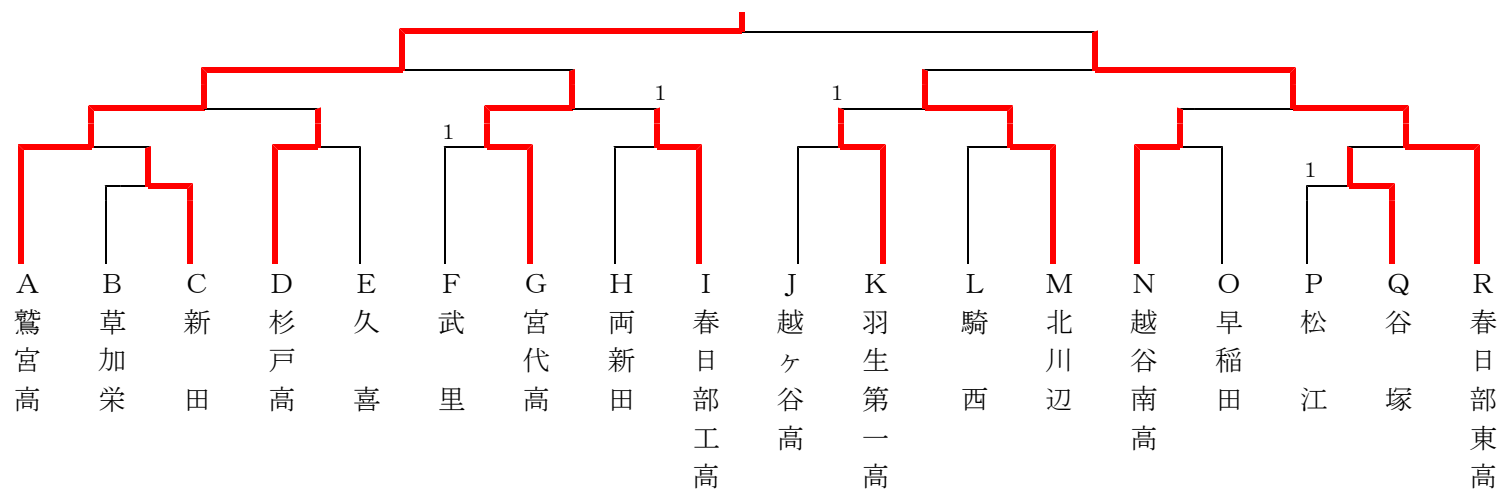 1
1
1
1
A 鷲宮高
B 草加栄
C 新田
D 杉戸高
E 久喜
F 武里
G 宮代高
H 両新田
I 春日部工高
J 越ヶ谷高
K 羽生第一高
L 騎西
M 北川辺
N 越谷南高
O 早稲田
P 松江
Q 谷塚
R 春日部東高